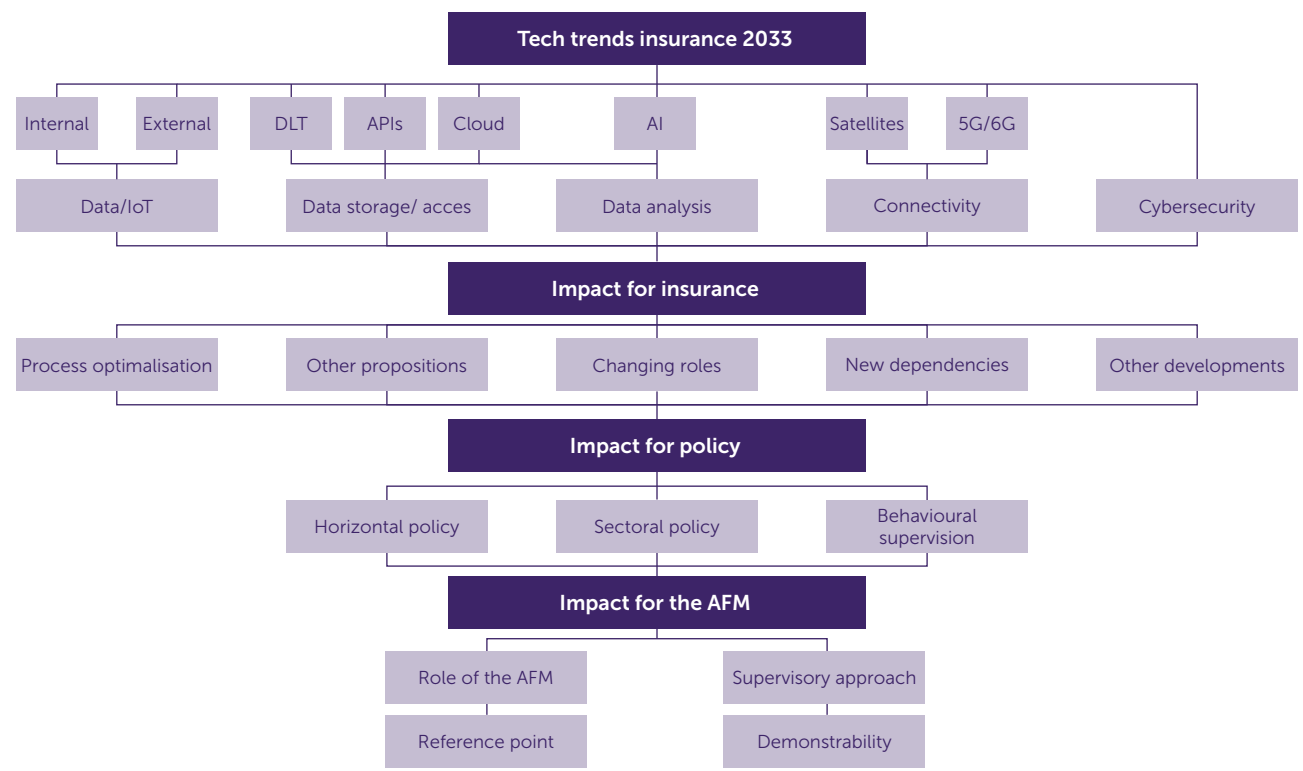 Tech trends insurance 2033
Internal
External
DLT
APIs
Cloud
AI
Satellites
5G/6G
Data/IoT
Data storage/ acces
Data analysis
Connectivity
Cybersecurity
Impact for insurance
Process optimalisation
Other propositions
Changing roles
New dependencies
Other developments
Impact for policy
Horizontal policy
Sectoral policy
Behavioural
supervision
Impact for the AFM
Role of the AFM
Supervisory approach
Reference point
Demonstrability